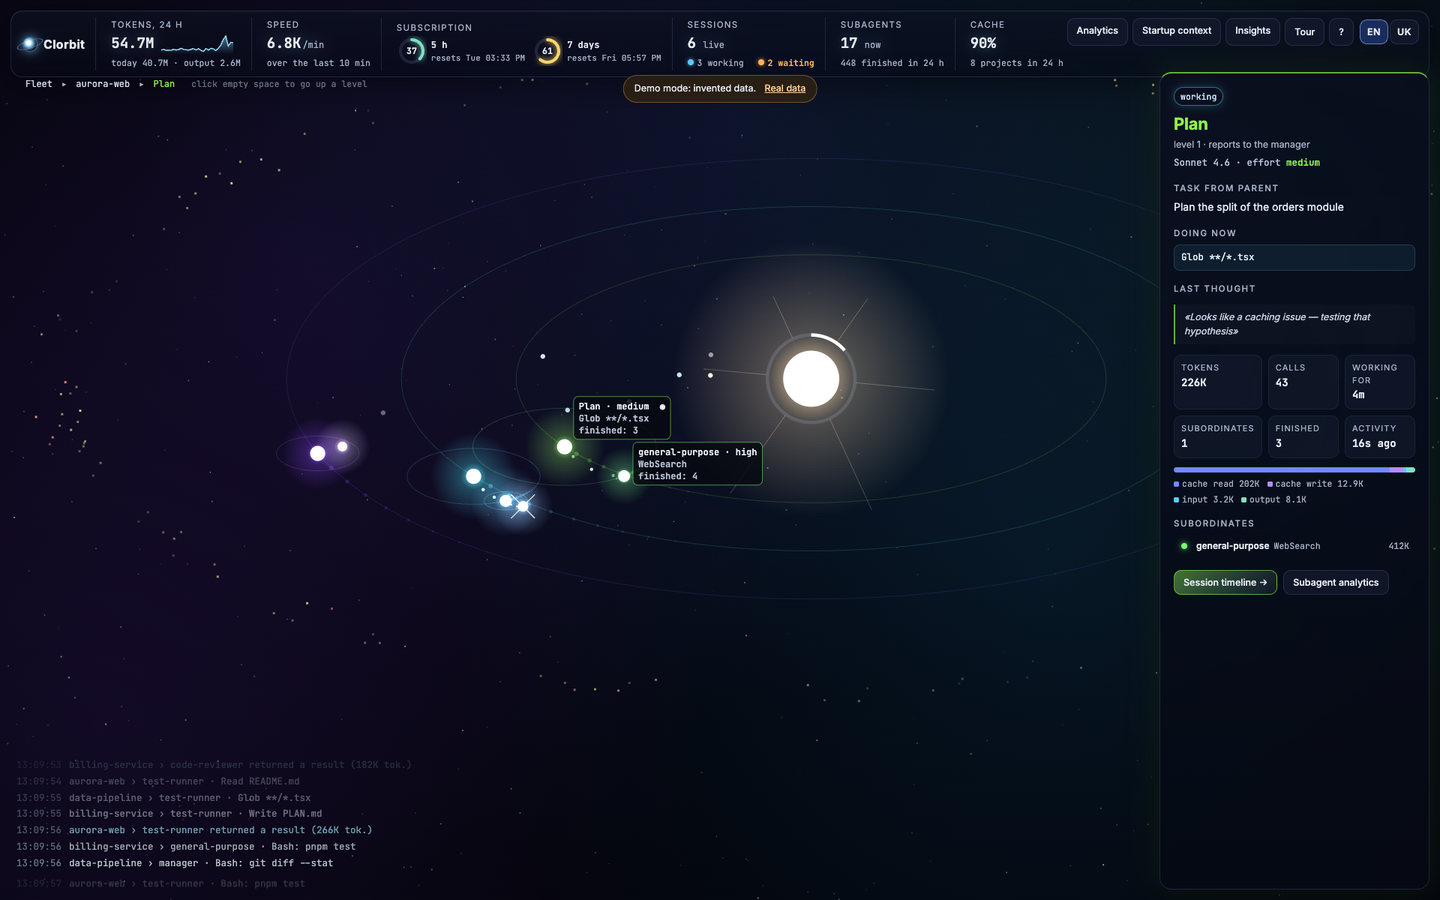 Clorbit
TOKENS, 24 H
54.7M
today 40.7M · output 2.6M
SPEED
6.8K/min
over the last 10 min
SUBSCRIPTION
37
5 h
resets Tue 03:33 PM
61
7 days
resets Fri 05:57 PM
SESSIONS
6 live
3 working
2 waiting
SUBAGENTS
17 now
448 finished in 24 h
CACHE
90%
8 projects in 24 h
Analytics
Startup context
Insights
Tour
?
EN
UK
Fleet ▸ aurora-web ▸ Plan click empty space to go up a level
Demo mode: invented data. Real data
Plan · medium
Glob **/*.tsx
finished: 3
general-purpose · high
WebSearch
finished: 4
working
Plan
level 1 · reports to the manager
Sonnet 4.6 · effort medium
TASK FROM PARENT
Plan the split of the orders module
DOING NOW
Glob **/*.tsx
LAST THOUGHT
«Looks like a caching issue — testing that
hypothesis»
TOKENS
226K
CALLS
43
WORKING
FOR
4m
SUBORDINATES
1
FINISHED
3
ACTIVITY
16s ago
cache read 202K cache write 12.9K
input 3.2K output 8.1K
SUBORDINATES
general-purpose WebSearch 412K
Session timeline →
Subagent analytics
13:09:53 billing-service › code-reviewer returned a result (182K tok.)
13:09:54 aurora-web › test-runner · Read README.md
13:09:55 data-pipeline › test-runner · Glob **/*.tsx
13:09:55 billing-service › test-runner · Write PLAN.md
13:09:56 aurora-web › test-runner returned a result (266K tok.)
13:09:56 billing-service › general-purpose · Bash: pnpm test
13:09:56 data-pipeline › manager · Bash: git diff --stat
13:09:57 aurora-web › test-runner · Bash: pnpm test